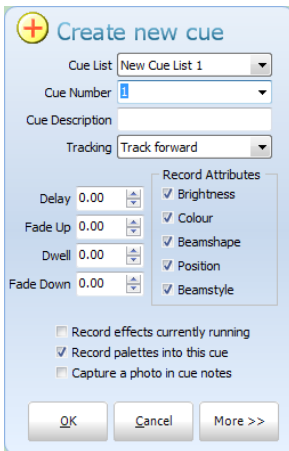 Create new cue
Cue List New Cue List 1
Cue Number 1
Cue Description
Tracking Track forward
Record Attributes
Delay 0.00
Brightness
Fade Up 0.00
Colour
Dwell 0.00
Beamshape
Fade Down 0.00
Position
Beamstyle
Record effects currently running
Record palettes into this cue
Capture a photo in cue notes
OK Cancel More >>